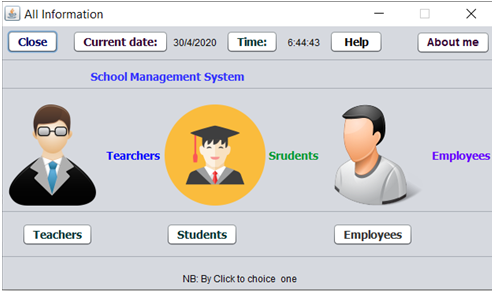 All Information
Close Current date: 30/4/2020 Time: 6:44:43 Help About me
School Management System
Tearchers Srudents Employees
Teachers Students Employees
NB: By Click to choice one